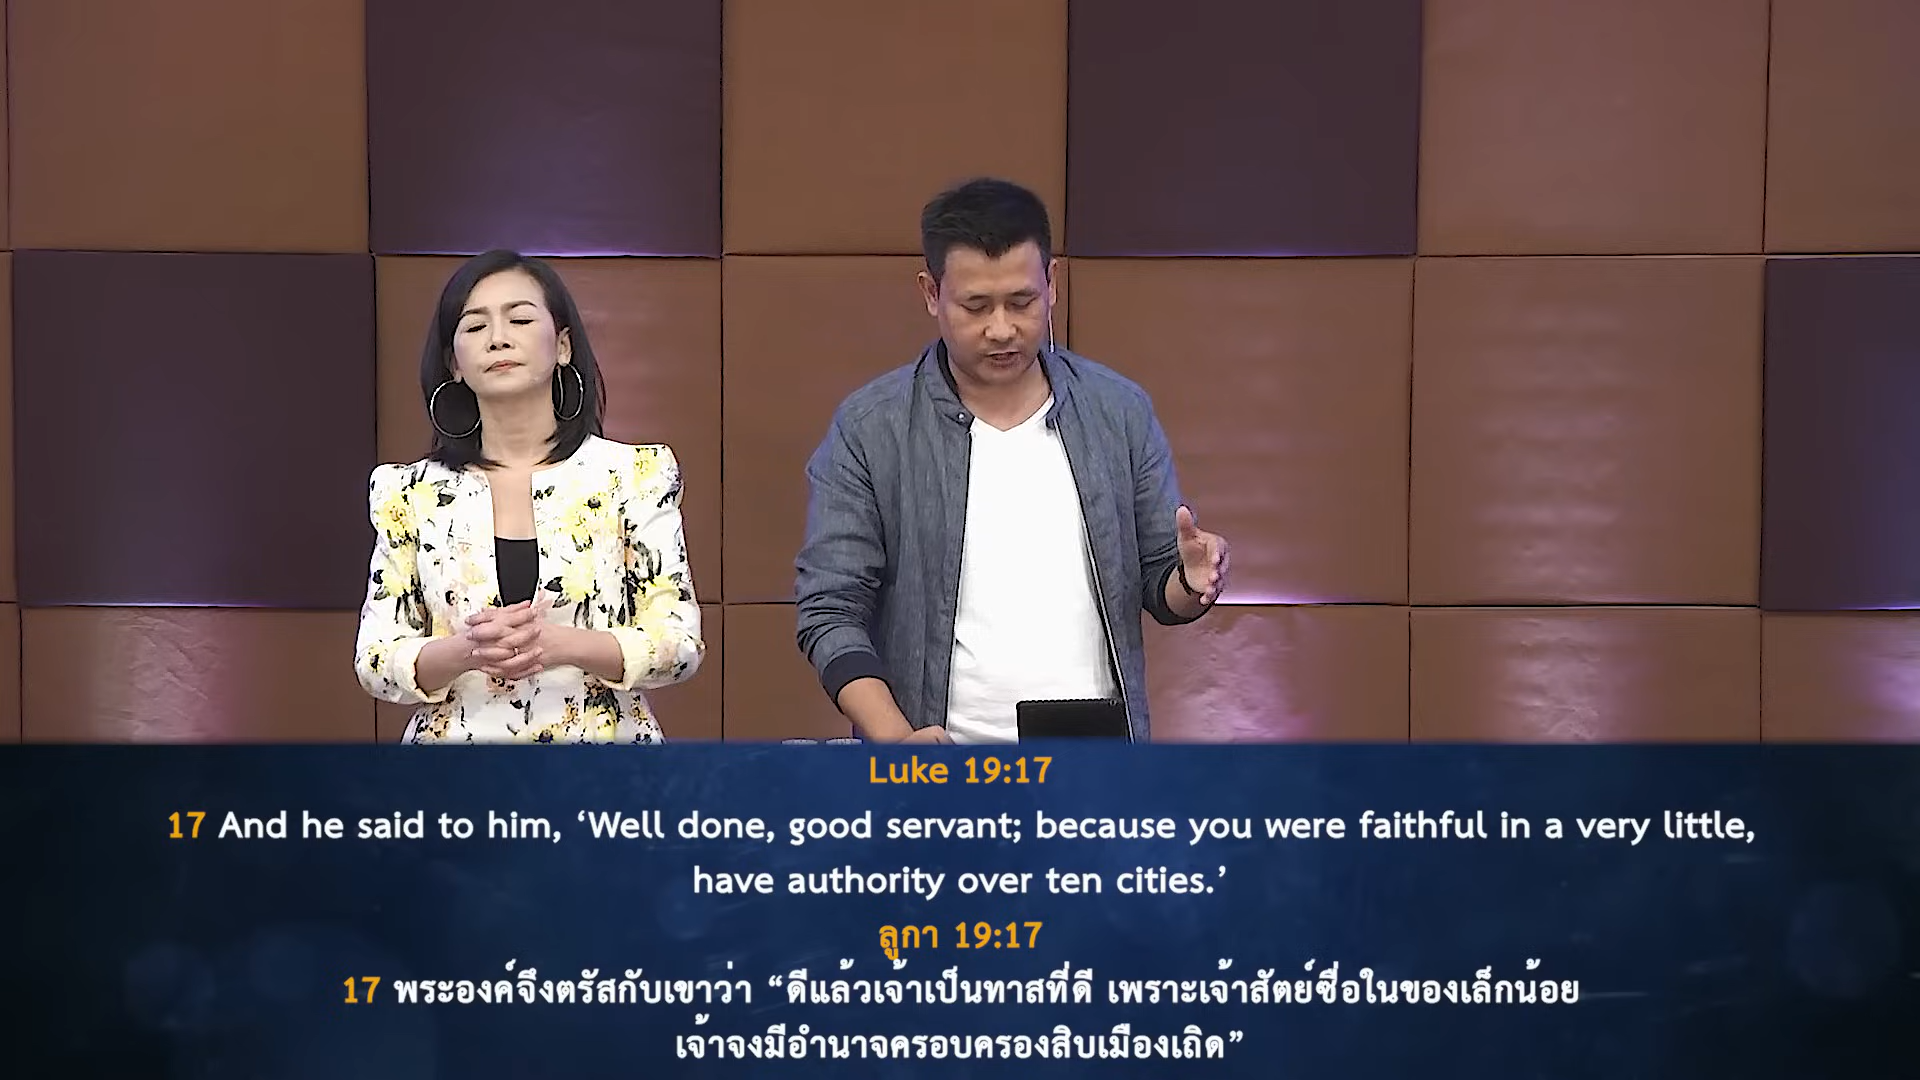 Luke 19:17
17 And he said to him, ‘Well done, good servant; because you were faithful in a very little,
have authority over ten cities.’
ลูกา 19:17
17 พระองค์จึงตรัสกับเขาว่า “ดีแล้วเจ้าเป็นทาสที่ดี เพราะเจ้าสัตย์ซื่อในของเล็กน้อย
เจ้าจงมีอำนาจครอบครองสิบเมืองเถิด”